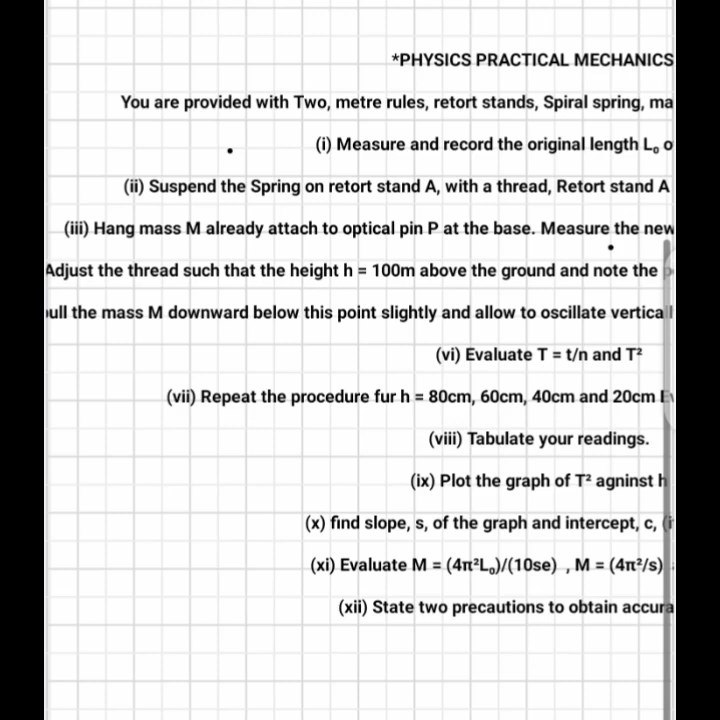 *PHYSICS PRACTICAL MECHANICS
You are provided with Two, metre rules, retort stands, Spiral spring, ma
(i) Measure and record the original length L₀ o
(ii) Suspend the Spring on retort stand A, with a thread, Retort stand A
(iii) Hang mass M already attach to optical pin P at the base. Measure the new
Adjust the thread such that the height h = 100m above the ground and note the
ull the mass M downward below this point slightly and allow to oscillate vertical
(vi) Evaluate T = t/n and T²
(vii) Repeat the procedure fur h = 80cm, 60cm, 40cm and 20cm
(viii) Tabulate your readings.
(ix) Plot the graph of T² agninst h
(x) find slope, s, of the graph and intercept, c,
(xi) Evaluate M = (4π²L₀)/(10se) , M = (4π²/s)
(xii) State two precautions to obtain accura